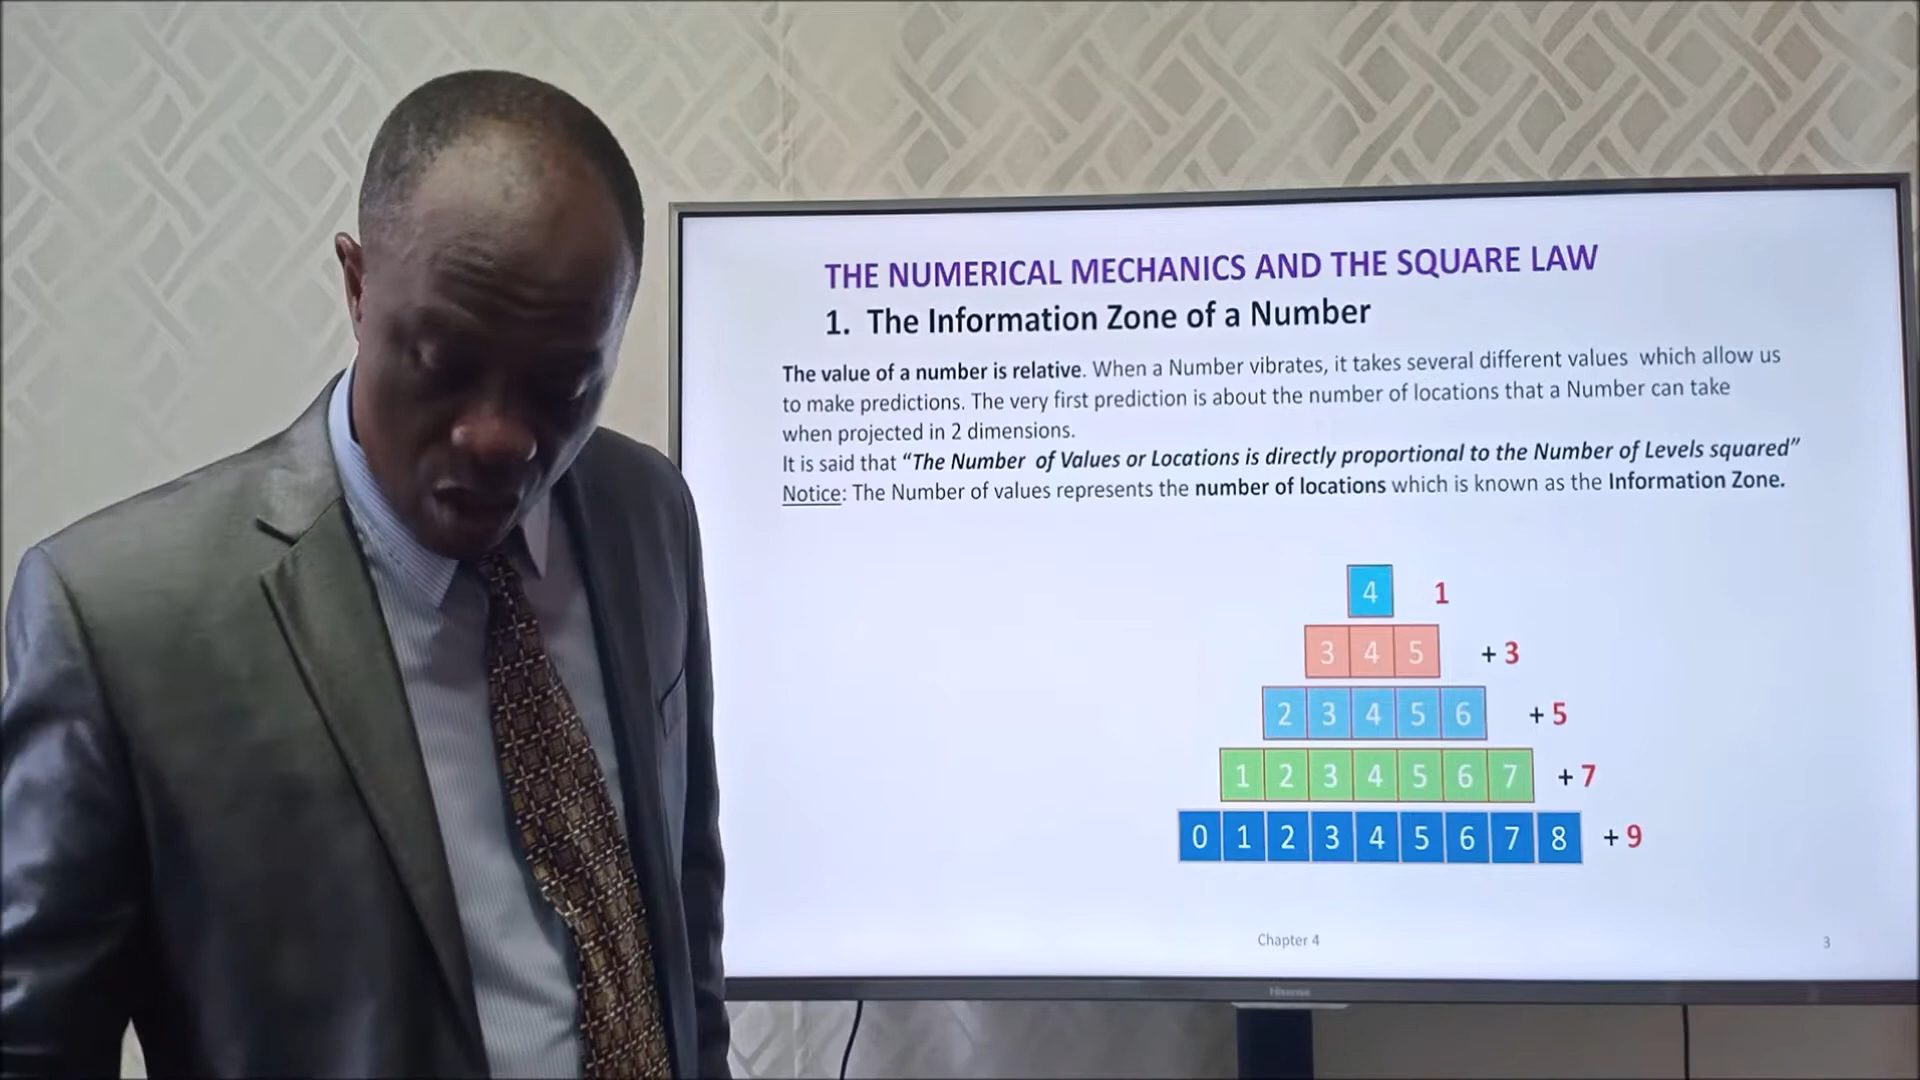 THE NUMERICAL MECHANICS AND THE SQUARE LAW
1. The Information Zone of a Number
The value of a number is relative. When a Number vibrates, it takes several different values which allow us
to make predictions. The very first prediction is about the number of locations that a Number can take
when projected in 2 dimensions.
It is said that “The Number of Values or Locations is directly proportional to the Number of Levels squared”
Notice: The Number of values represents the number of locations which is known as the Information Zone.
4 1
3 4 5 + 3
2 3 4 5 6 + 5
1 2 3 4 5 6 7 + 7
0 1 2 3 4 5 6 7 8 + 9
Chapter 4 3
Hisense